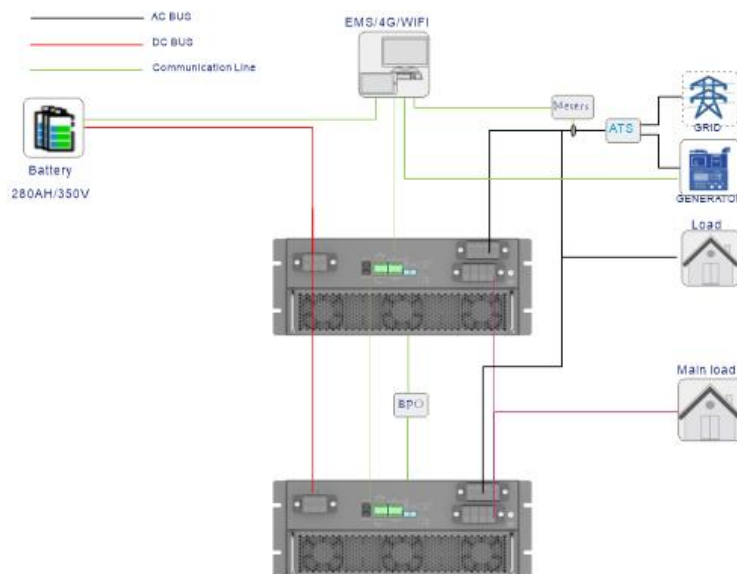 AC BUS
DC BUS
Communication Line
EMS/4G/WIFI
Meters
ATS
GRID
GENERATOR
Battery
280AH/350V
Load
Main load
BPO